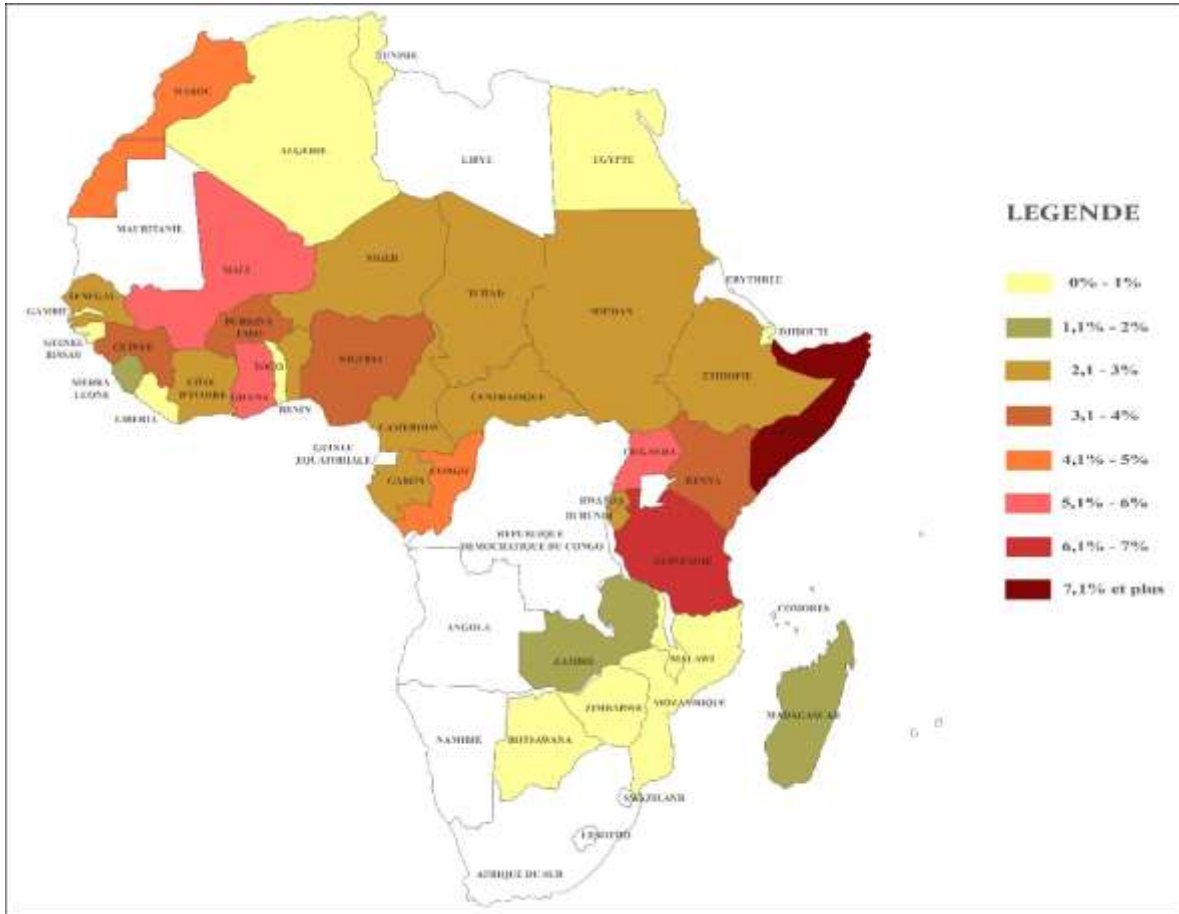 TUNISIE
MAROC
ALGERIE
LIBYE
EGYPTE
MAURITANIE
MALI
NIGER
TCHAD
SOUDAN
ERYTHREE
SENEGAL
GAMBIE
GUINEE
BISSAU
GUINEE
BURKINA
FASO
NIGERIA
DJIBOUTI
ETHIOPIE
SIERRA
LEONE
COTE
D'IVOIRE
GHANA
TOGO
BENIN
LIBERIA
CAMEROUN
CENTRAFRIQUE
GUINEE
EQUATORIALE
GABON
CONGO
KENYA
RWANDA
BURUNDI
REPUBLIQUE
DEMOCRATIQUE DU CONGO
TANZANIE
ANGOLA
ZAMBIE
MALAWI
COMORES
MOZAMBIQUE
ZIMBABWE
MADAGASCAR
NAMIBIE
BOTSWANA
SWAZILAND
LESOTHO
AFRIQUE DU SUD
LEGENDE
0% - 1%
1,1% - 2%
2,1 - 3%
3,1 - 4%
4,1% - 5%
5,1% - 6%
6,1% - 7%
7,1% et plus